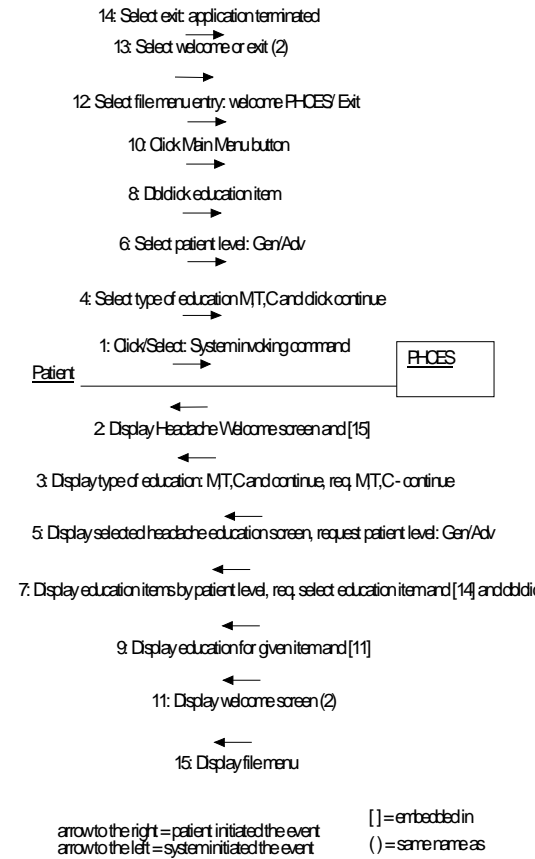 14: Select exit: application terminated
13: Select welcome or exit (2)
12: Select file menu entry: welcome PHOES/ Exit
10: Click Main Menu button
8: Dblclick education item
6: Select patient level: Gen/Adv
4: Select type of education M,T,C and click continue
1: Click/Select: System invoking command
Patient
PHOES
2: Display Headache Welcome screen and [15]
3: Display type of education: M,T,C and continue, req. M,T,C - continue
5: Display selected headache education screen, request patient level: Gen/Adv
7: Display education items by patient level, req. select education item and [14] and dbldic
9: Display education for given item and [11]
11: Display welcome screen (2)
15: Display file menu
arrow to the right = patient initiated the event
arrow to the left = system initiated the event
[ ] = embedded in
( ) = same name as